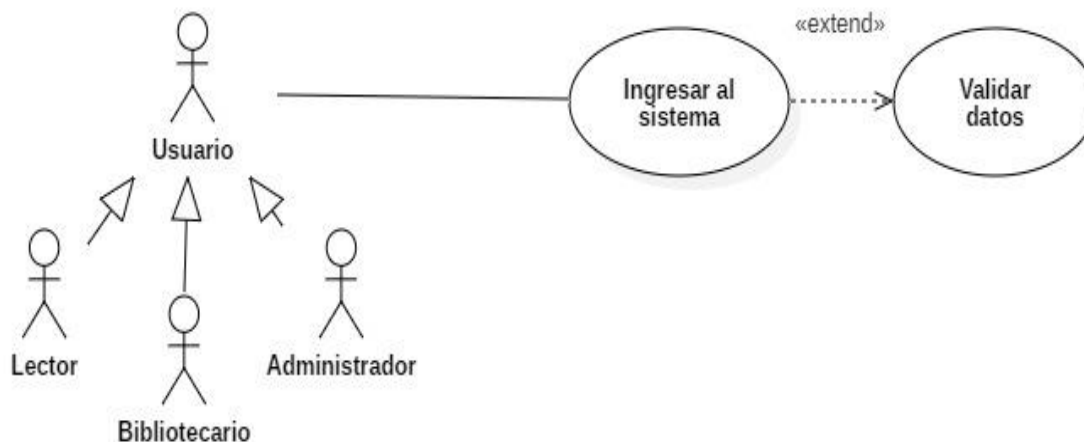 «extend»
Ingresar al
sistema
Validar
datos
Usuario
Lector
Administrador
Bibliotecario